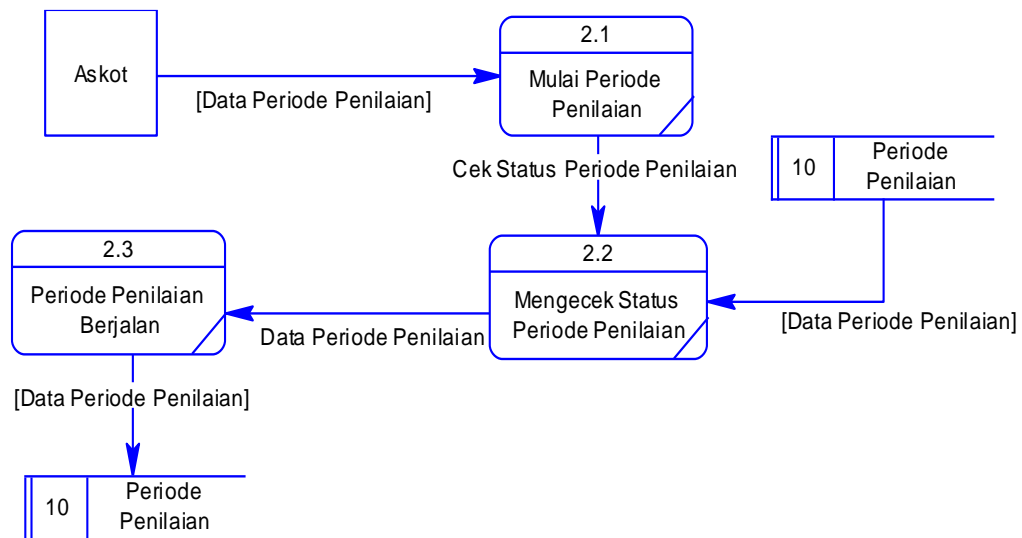 2.1
Askot
Mulai Periode
Penilaian
[Data Periode Penilaian]
Cek Status Periode Penilaian
10
Periode
Penilaian
2.3
2.2
Periode Penilaian
Berjalan
Mengecek Status
Periode Penilaian
Data Periode Penilaian
[Data Periode Penilaian]
[Data Periode Penilaian]
10
Periode
Penilaian